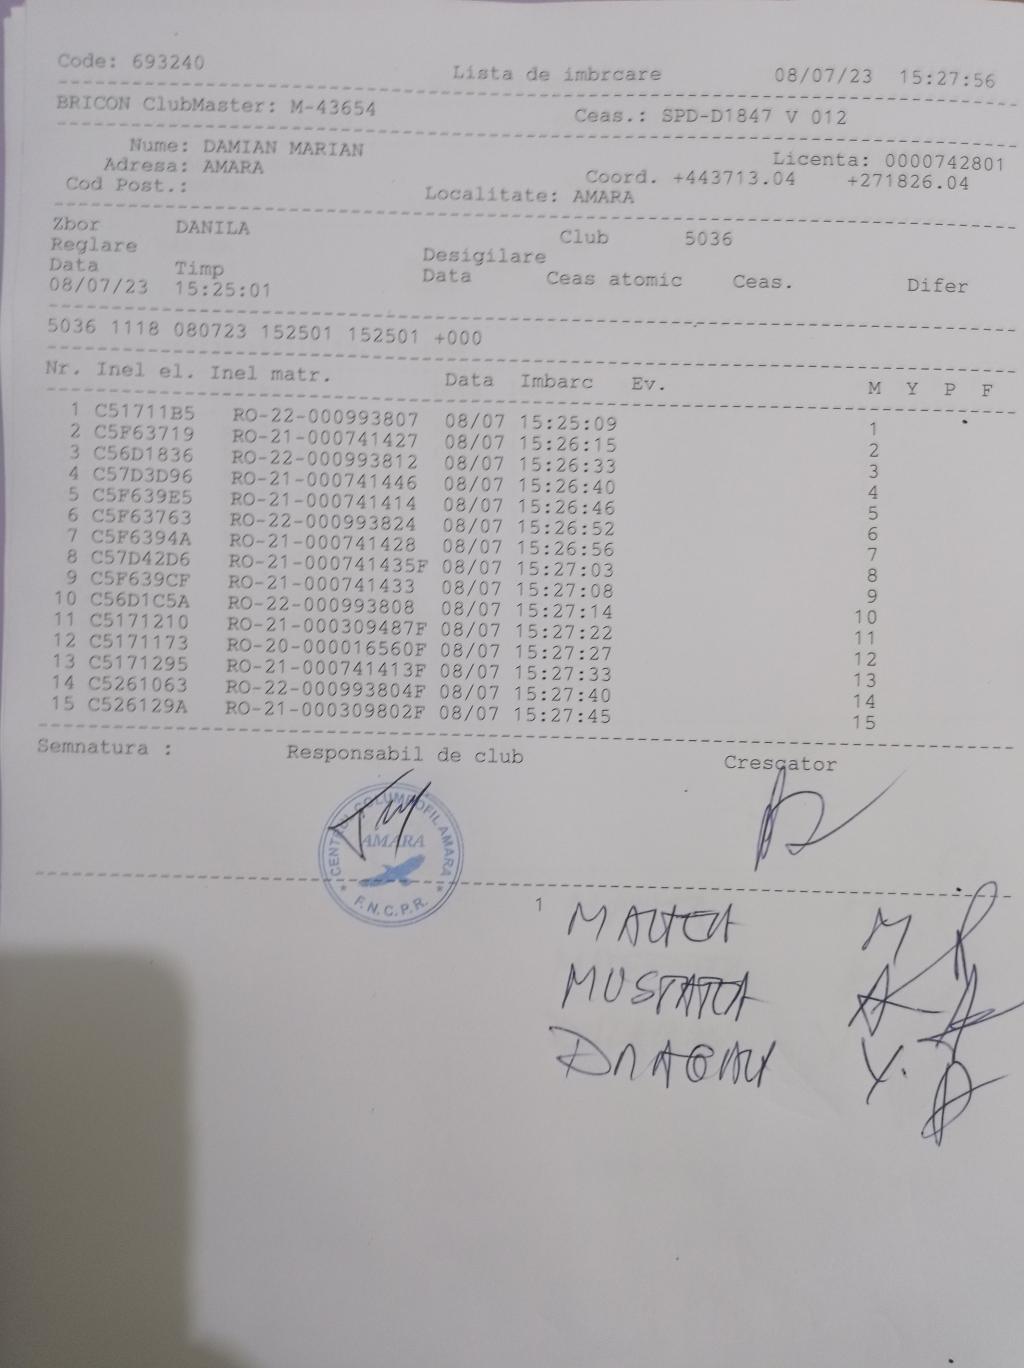 Code: 693240 Lista de imbrcare 08/07/23 15:27:56
BRICON ClubMaster: M-43654 Ceas.: SPD-D1847 V 012
Nume: DAMIAN MARIAN Licenta: 0000742801
Adresa: AMARA Coord. +443713.04 +271826.04
Cod Post.: Localitate: AMARA
Zbor DANILA Club 5036
Reglare Desigilare
Data Timp Data Ceas atomic Ceas. Difer
08/07/23 15:25:01
5036 1118 080723 152501 152501 +000
Nr. Inel el. Inel matr. Data Imbarc Ev. M Y P F
1 C51711B5 RO-22-000993807 08/07 15:25:09 1
2 C5F63719 RO-21-000741427 08/07 15:26:15 2
3 C56D1836 RO-22-000993812 08/07 15:26:33 3
4 C57D3D96 RO-21-000741446 08/07 15:26:40 4
5 C5F639E5 RO-21-000741414 08/07 15:26:46 5
6 C5F63763 RO-22-000993824 08/07 15:26:52 6
7 C5F6394A RO-21-000741428 08/07 15:26:56 7
8 C57D42D6 RO-21-000741435F 08/07 15:27:03 8
9 C5F639CF RO-21-000741433 08/07 15:27:08 9
10 C56D1C5A RO-22-000993808 08/07 15:27:14 10
11 C5171210 RO-21-000309487F 08/07 15:27:22 11
12 C5171173 RO-20-000016560F 08/07 15:27:27 12
13 C5171295 RO-21-000741413F 08/07 15:27:33 13
14 C5261063 RO-22-000993804F 08/07 15:27:40 14
15 C526129A RO-21-000309802F 08/07 15:27:45 15
Semnatura : Responsabil de club Crescator
CENTRUL COLUMBOFIL AMARA
AMARA
* F.N.C.P.R. *
1
MUSTATEA